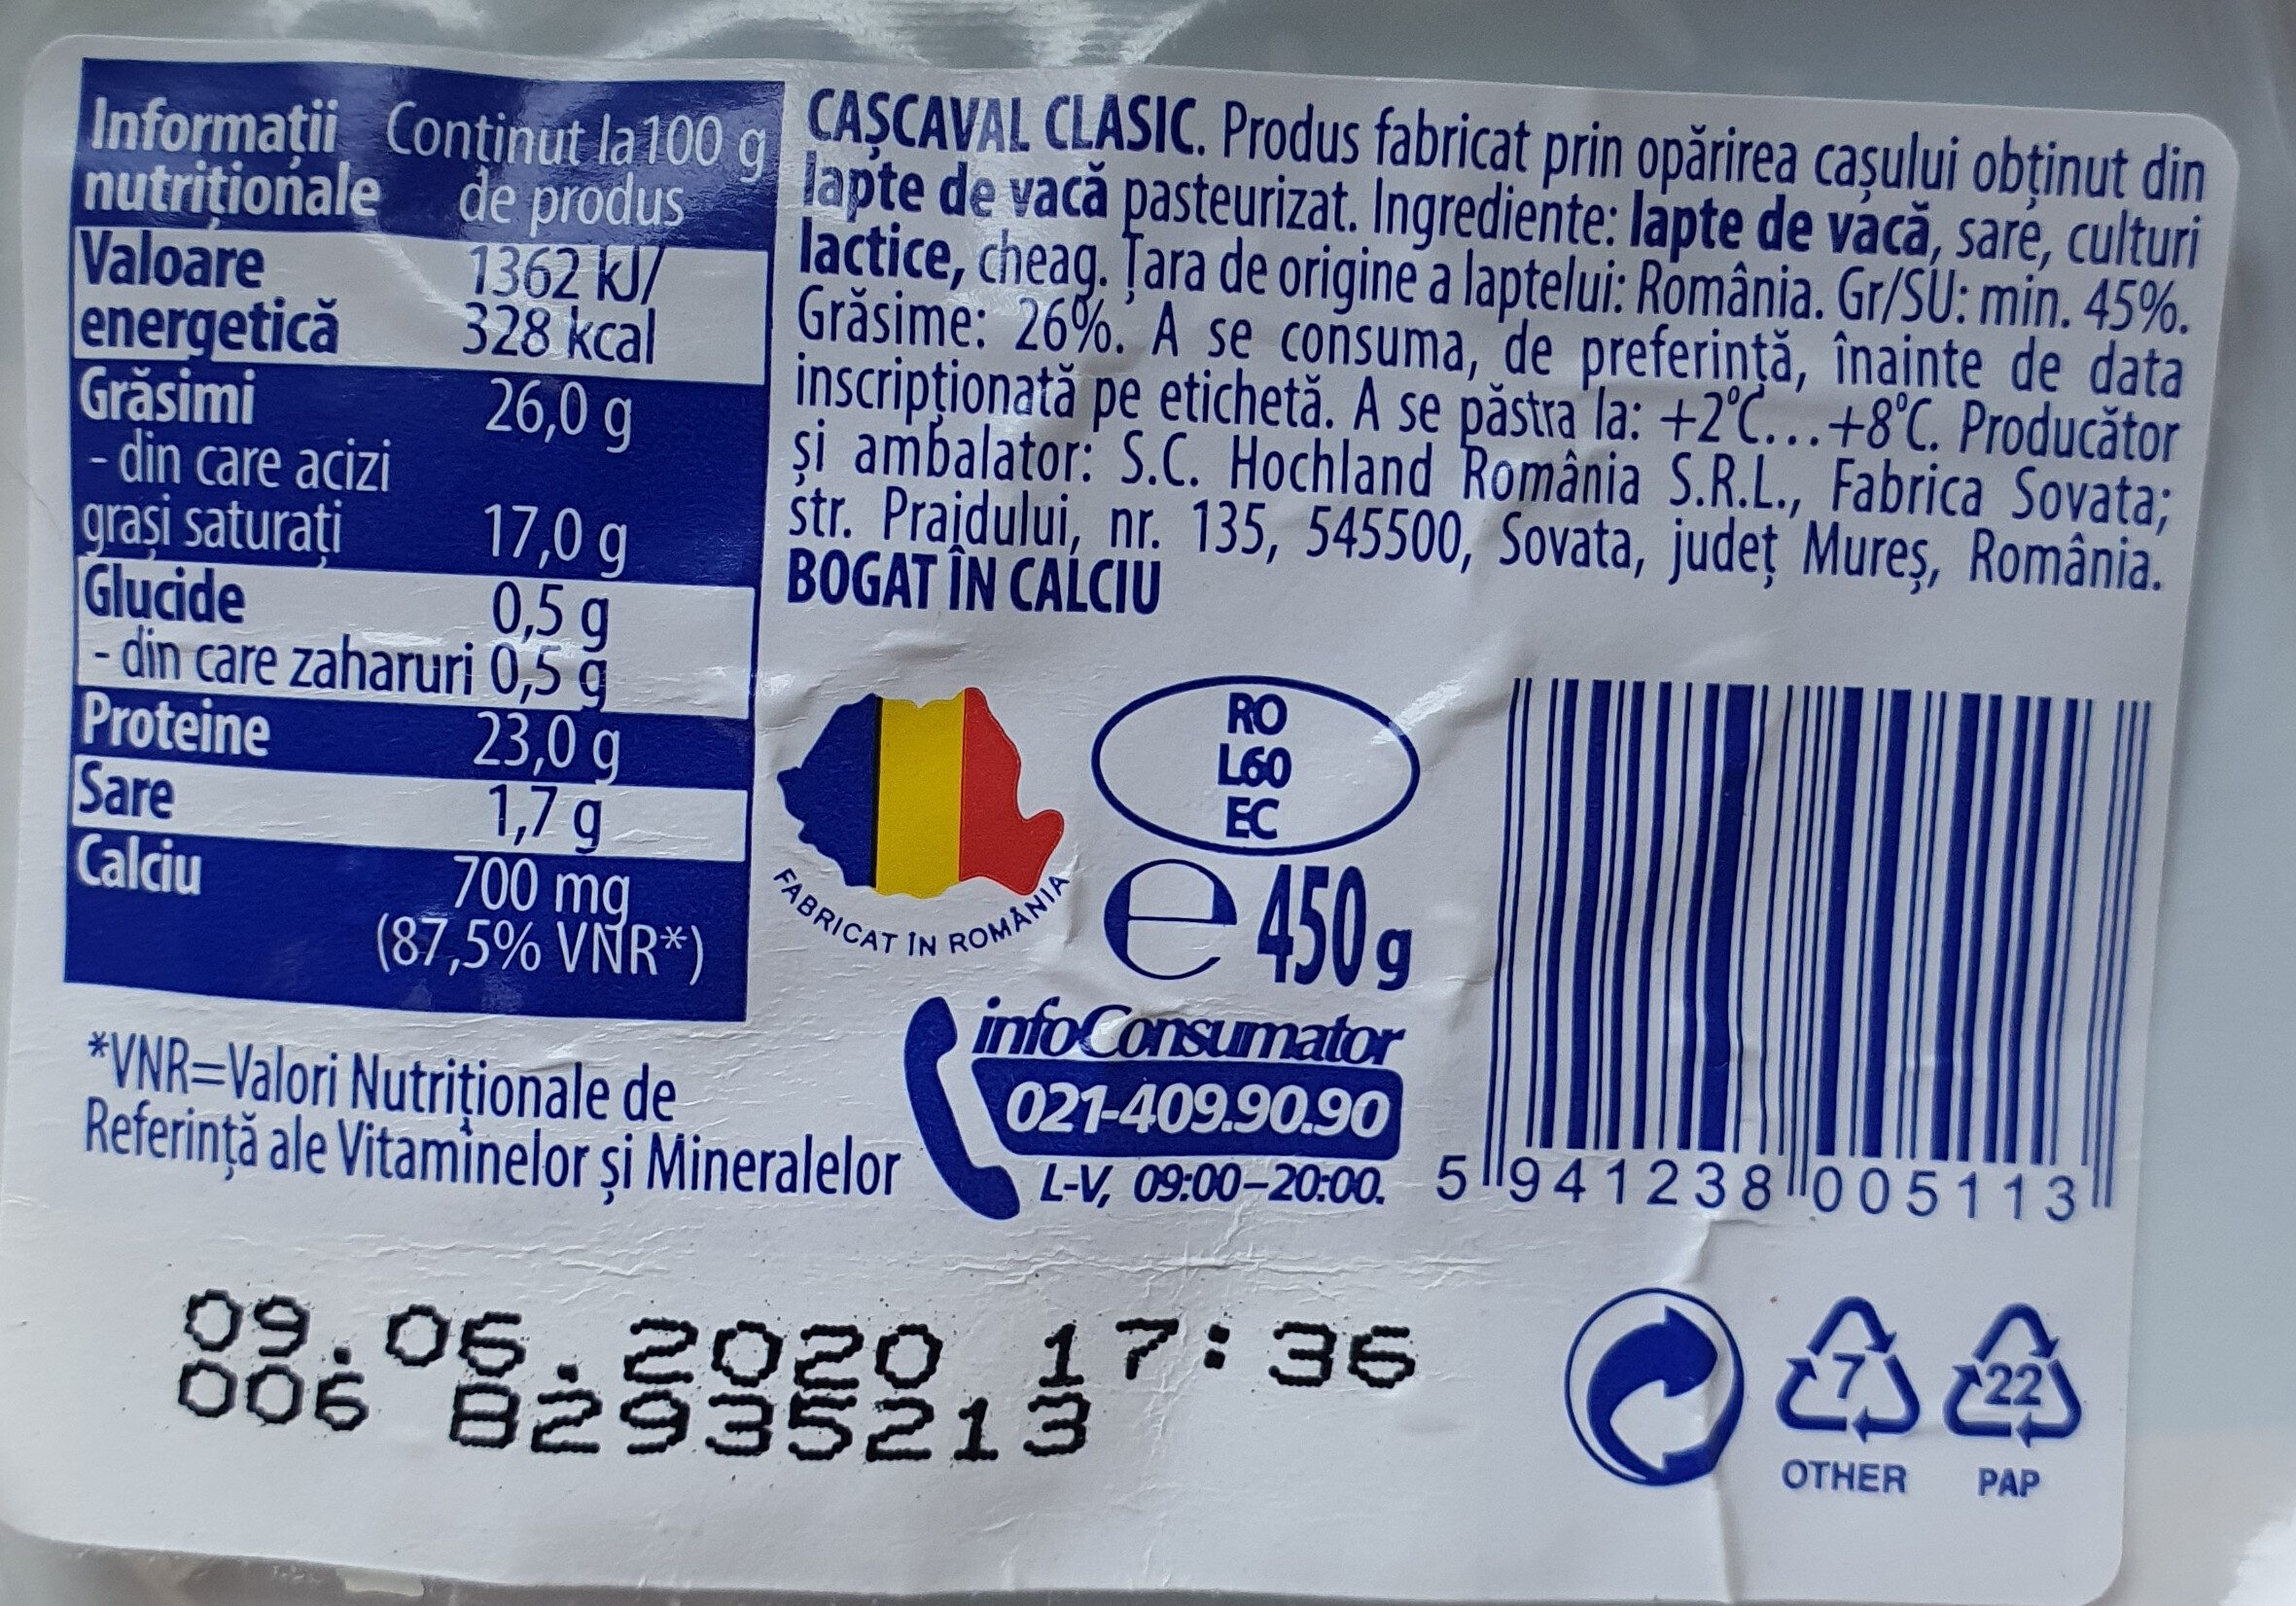 Informații Conținut la 100 g
nutriționale de produs
Valoare 1362 kJ/
energetică 328 kcal
Grăsimi 26,0 g
- din care acizi
grași saturați 17,0 g
Glucide 0,5 g
- din care zaharuri 0,5 g
Proteine 23,0 g
Sare 1,7 g
Calciu 700 mg
(87,5% VNR*)
*VNR=Valori Nutriționale de
Referință ale Vitaminelor și Mineralelor
CAȘCAVAL CLASIC. Produs fabricat prin opărirea cașului obținut din
lapte de vacă pasteurizat. Ingrediente: lapte de vacă, sare, culturi
lactice, cheag. Țara de origine a laptelui: România. Gr/SU: min. 45%.
Grăsime: 26%. A se consuma, de preferință, înainte de data
inscripționată pe etichetă. A se păstra la: +2°C...+8°C. Producător
și ambalator: S.C. Hochland România S.R.L., Fabrica Sovata;
str. Praidului, nr. 135, 545500, Sovata, județ Mureș, România.
BOGAT ÎN CALCIU
FABRICAT ÎN ROMÂNIA
RO
L60
EC
e 450 g
infoConsumator
021-409.90.90
L-V, 09:00-20:00.
5 941238 005113
09.06.2020 17:36
006 82935213
7
OTHER
22
PAP